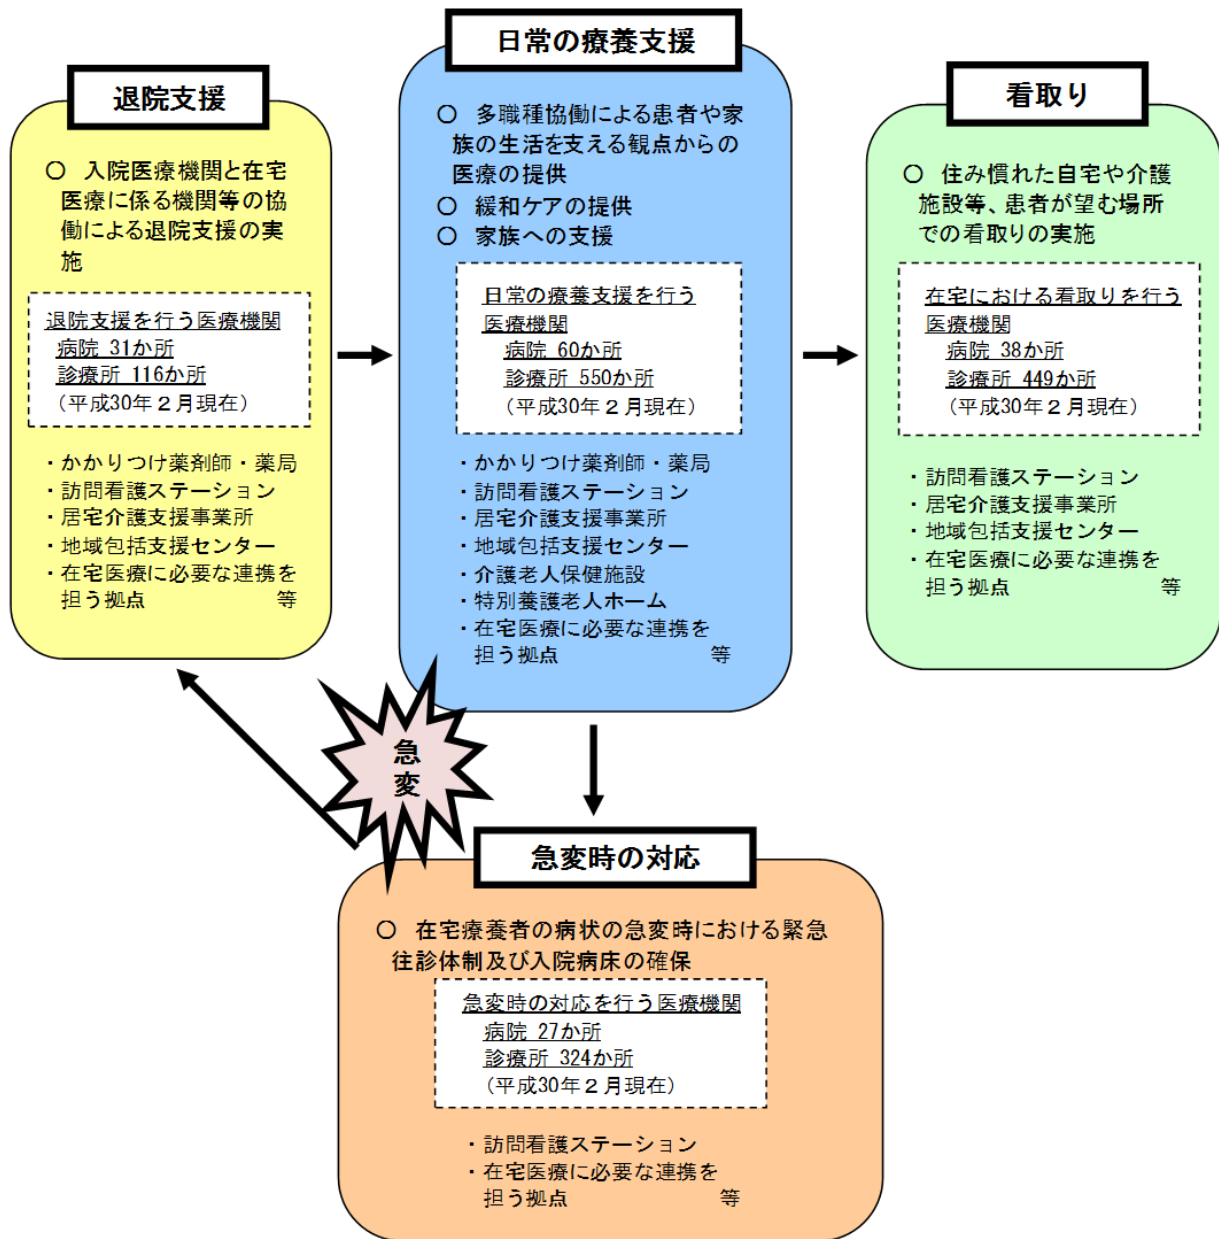 退院支援
○ 入院医療機関と在宅
医療に係る機関等の協
働による退院支援の実
施
退院支援を行う医療機関
病院 31か所
診療所 116か所
（平成30年２月現在）
・かかりつけ薬剤師・薬局
・訪問看護ステーション
・居宅介護支援事業所
・地域包括支援センター
・在宅医療に必要な連携を
担う拠点 等
日常の療養支援
○ 多職種協働による患者や家
族の生活を支える観点からの
医療の提供
○ 緩和ケアの提供
○ 家族への支援
日常の療養支援を行う
医療機関
病院 60か所
診療所 550か所
（平成30年２月現在）
・かかりつけ薬剤師・薬局
・訪問看護ステーション
・居宅介護支援事業所
・地域包括支援センター
・介護老人保健施設
・特別養護老人ホーム
・在宅医療に必要な連携を
担う拠点 等
看取り
○ 住み慣れた自宅や介護
施設等、患者が望む場所
での看取りの実施
在宅における看取りを行う
医療機関
病院 38か所
診療所 449か所
（平成30年２月現在）
・訪問看護ステーション
・居宅介護支援事業所
・地域包括支援センター
・在宅医療に必要な連携を
担う拠点 等
急
変
急変時の対応
○ 在宅療養者の病状の急変時における緊急
往診体制及び入院病床の確保
急変時の対応を行う医療機関
病院 27か所
診療所 324か所
（平成30年２月現在）
・訪問看護ステーション
・在宅医療に必要な連携を
担う拠点 等